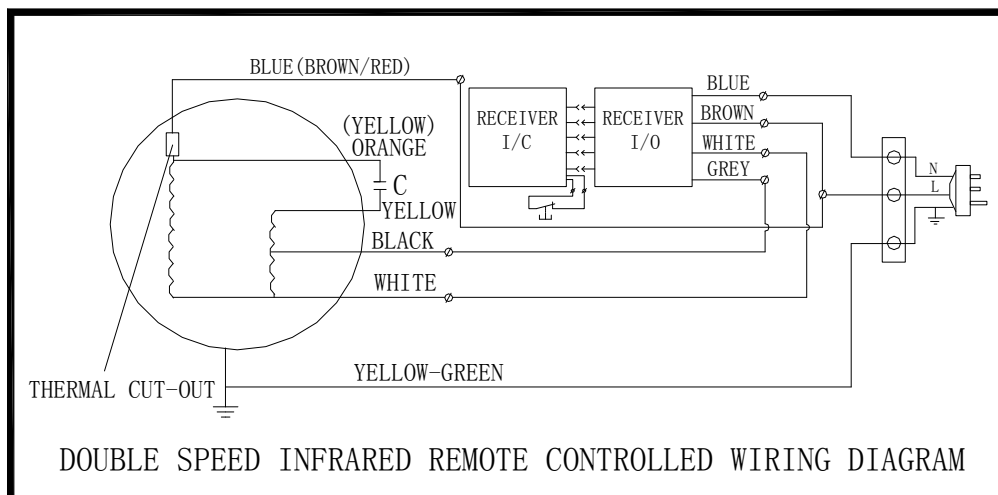 BLUE(BROWN/RED)
(YELLOW)
ORANGE
C
YELLOW
BLACK
WHITE
RECEIVER
I/C
RECEIVER
I/O
BLUE
BROWN
WHITE
GREY
N
L
YELLOW-GREEN
THERMAL CUT-OUT
DOUBLE SPEED INFRARED REMOTE CONTROLLED WIRING DIAGRAM